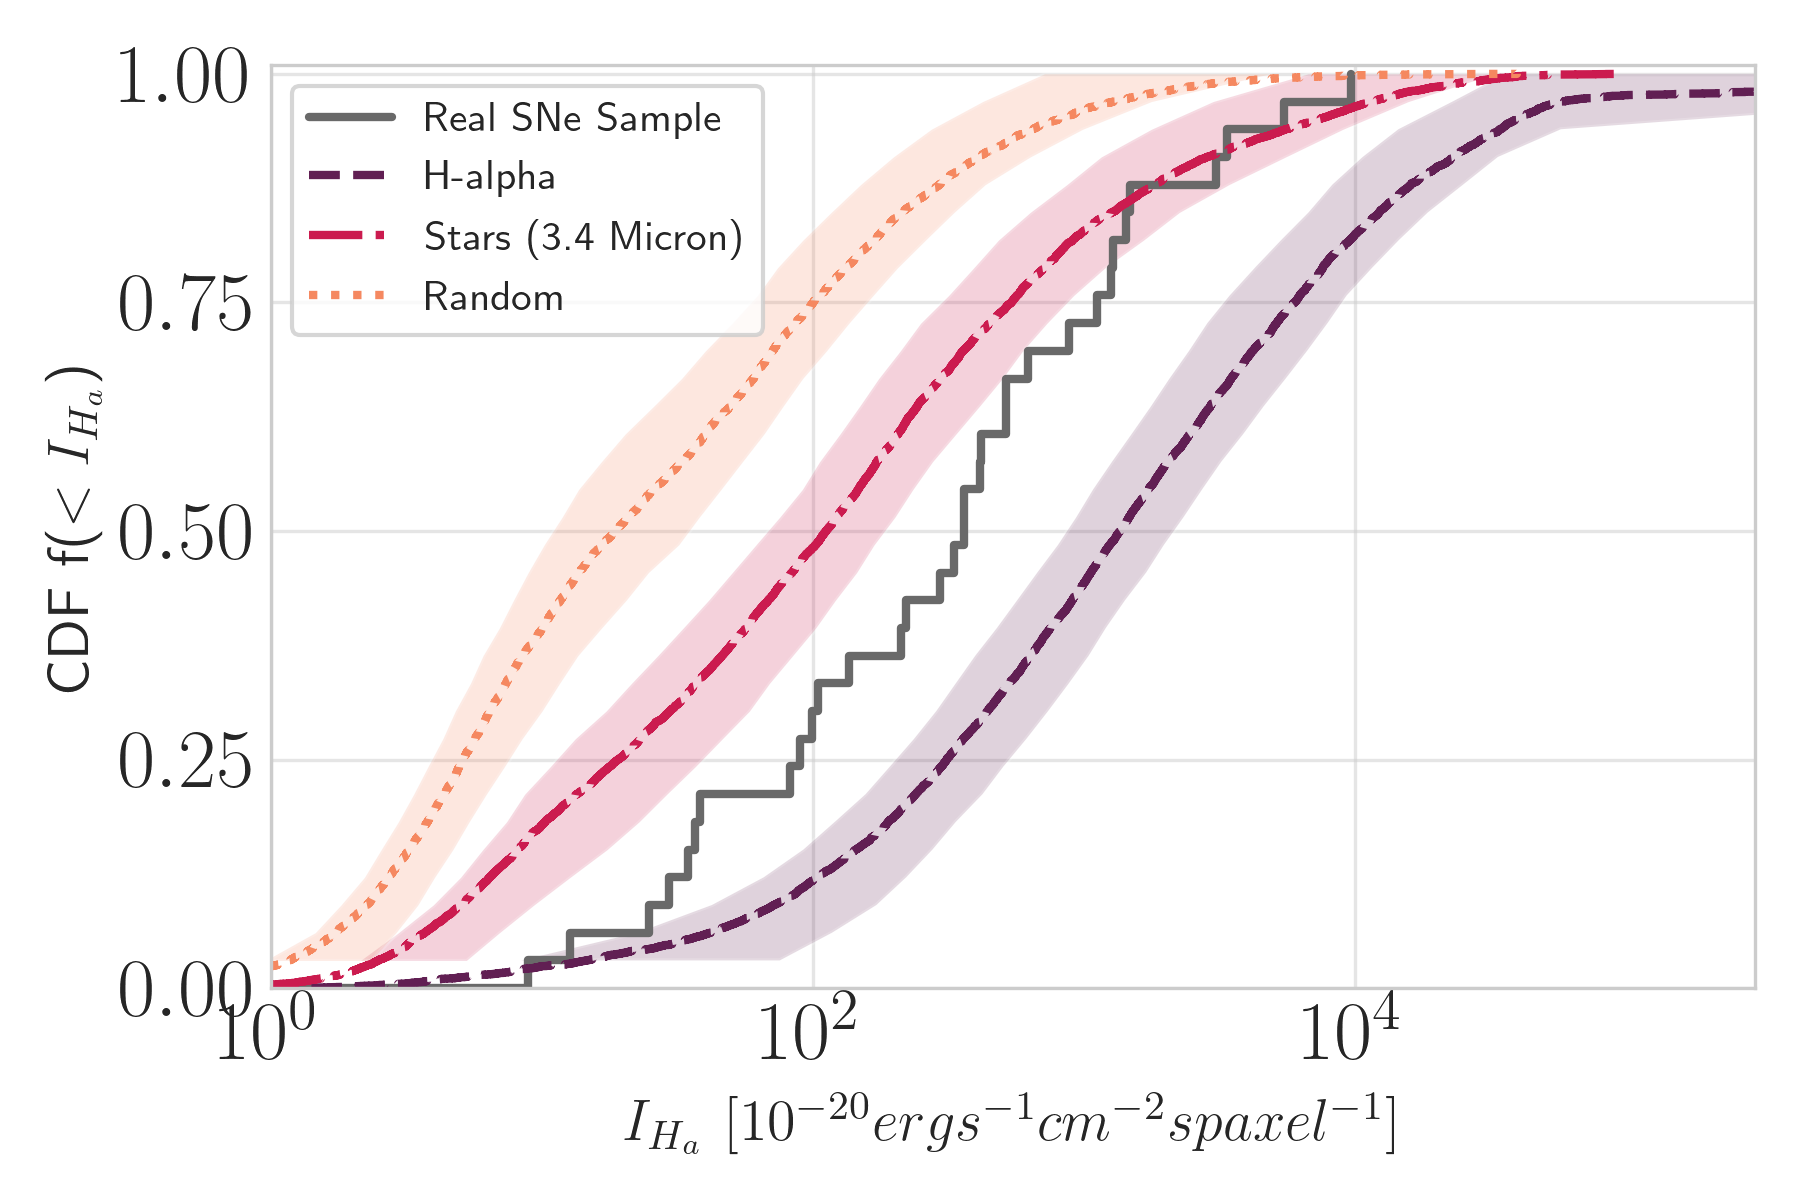 1.00
0.75
0.50
0.25
0.00
CDF f(< I_{H_a})
Real SNe Sample
H-alpha
Stars (3.4 Micron)
Random
10^0 10^2 10^4
I_{H_a} [10^{-20}ergs^{-1}cm^{-2}spaxel^{-1}]